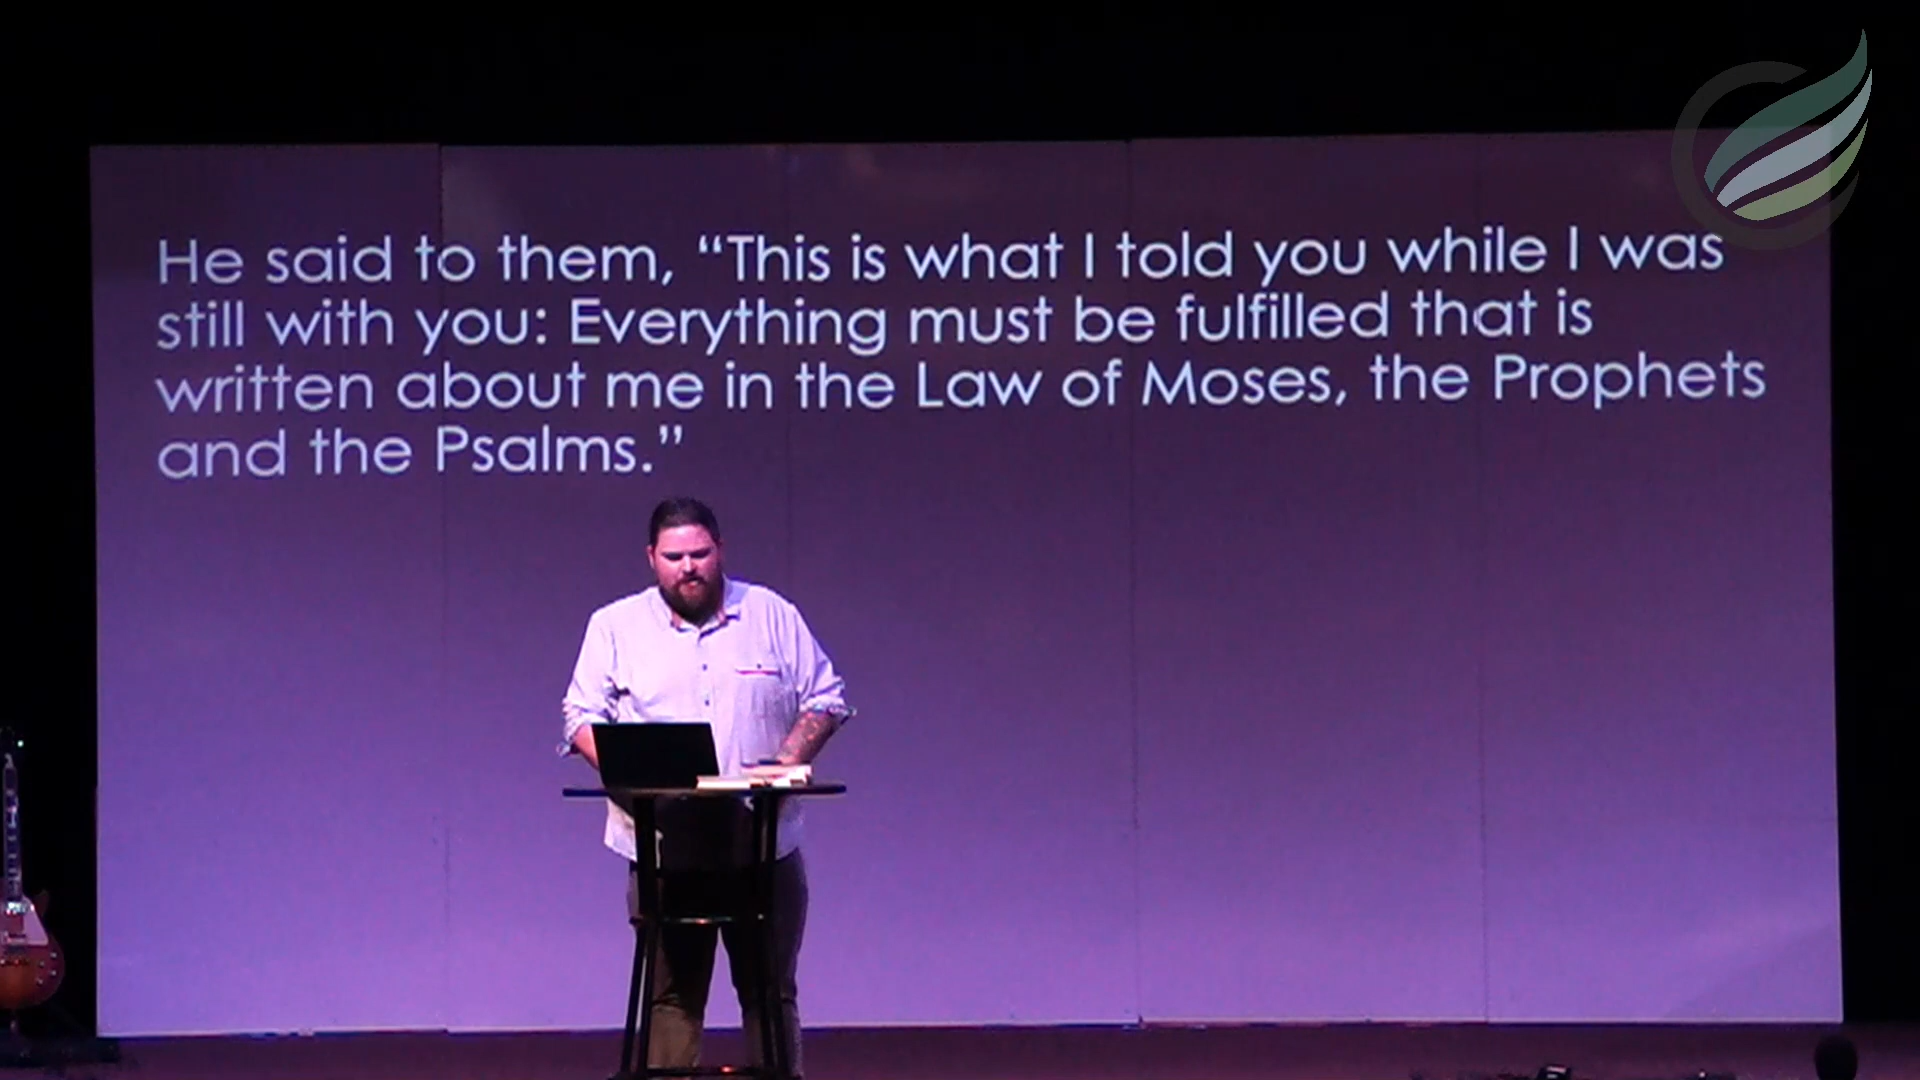 He said to them, “This is what I told you while I was
still with you: Everything must be fulfilled that is
written about me in the Law of Moses, the Prophets
and the Psalms.”